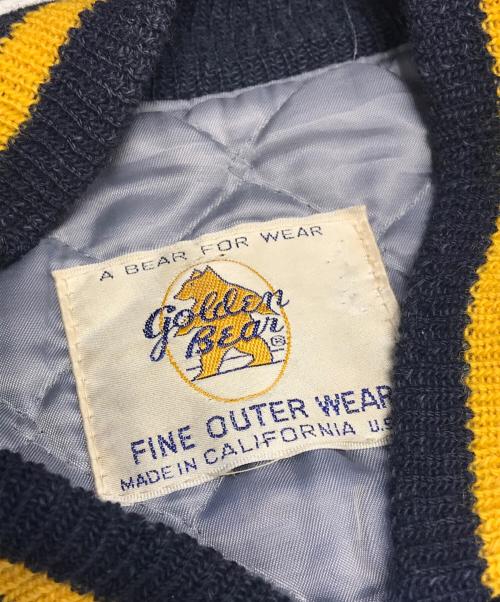 A BEAR FOR WEAR
Golden
Bear ®
FINE OUTER WEAR
MADE IN CALIFORNIA U.S